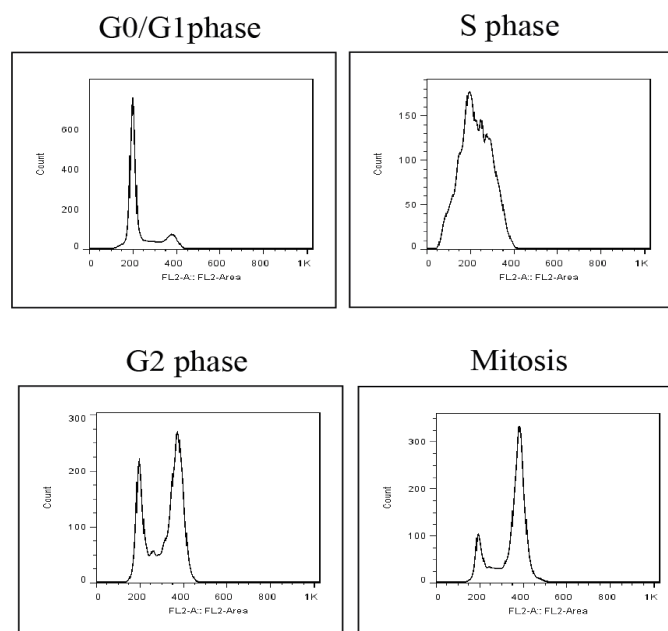 G0/G1phase
600
400
200
0
Count
0 200 400 600 800 1K
FL2-A:: FL2-Area
S phase
150
100
50
0
Count
0 200 400 600 800 1K
FL2-A:: FL2-Area
G2 phase
300
200
100
0
Count
0 200 400 600 800 1K
FL2-A:: FL2-Area
Mitosis
300
200
100
0
Count
0 200 400 600 800 1K
FL2-A:: FL2-Area